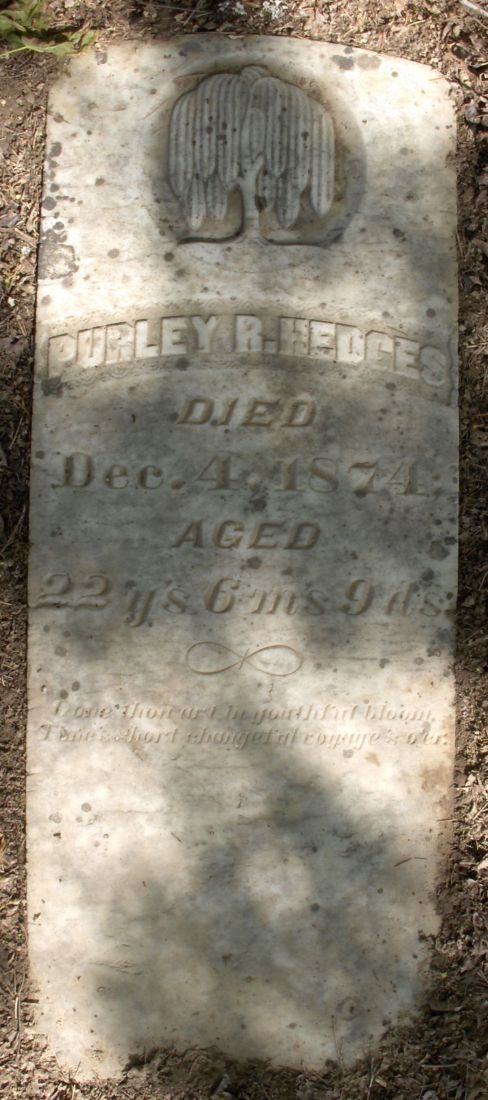 PURLEY R. HEDGES
DIED
Dec. 4, 1874.
AGED
22 ys 6 ms 9 ds.
Gone thou art in youthful bloom,
Time's short changeful voyage's o'er.